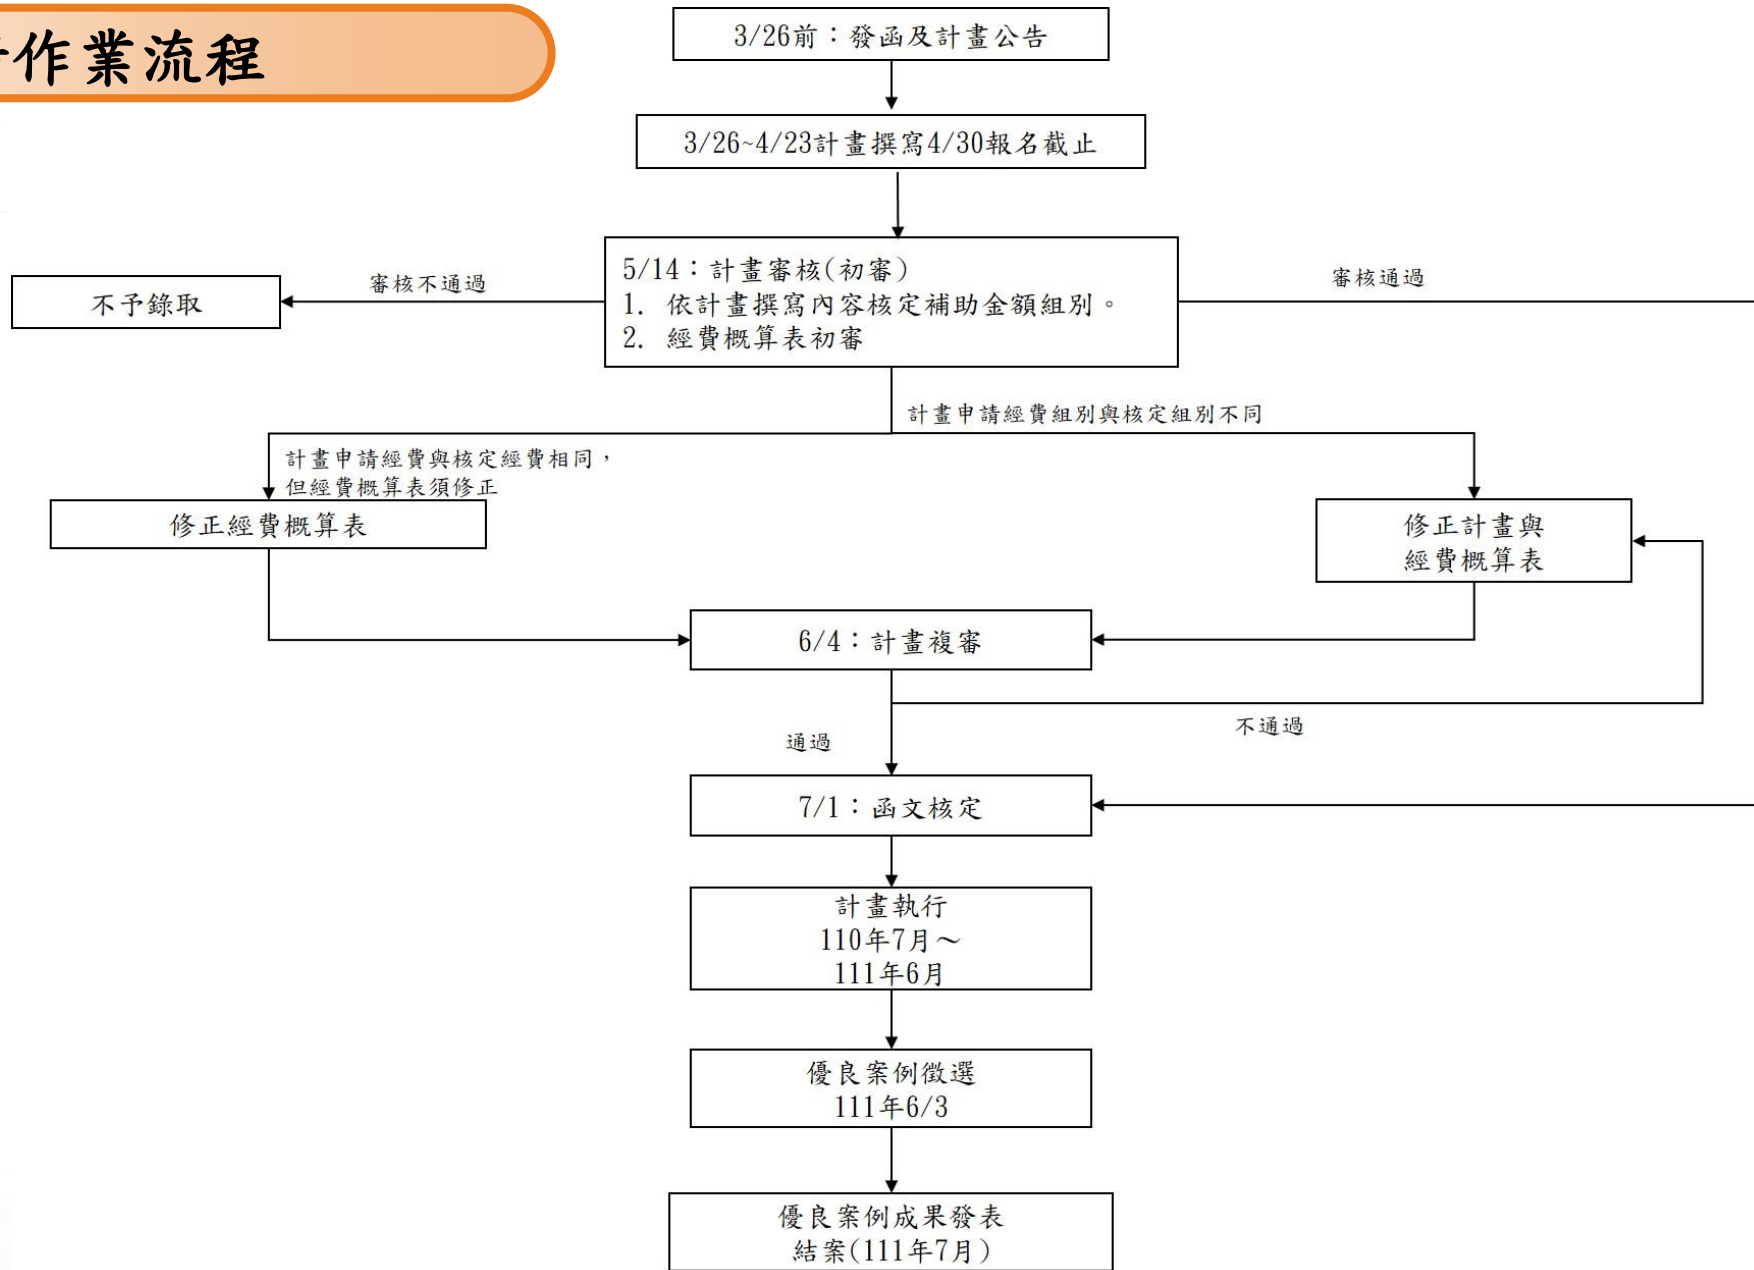 作業流程
3/26前：發函及計畫公告
3/26~4/23計畫撰寫4/30報名截止
5/14：計畫審核(初審)
1. 依計畫撰寫內容核定補助金額組別。
2. 經費概算表初審
審核不通過
不予錄取
審核通過
計畫申請經費組別與核定組別不同
計畫申請經費與核定經費相同，
但經費概算表須修正
修正經費概算表
修正計畫與
經費概算表
6/4：計畫複審
通過
不通過
7/1：函文核定
計畫執行
110年7月～
111年6月
優良案例徵選
111年6/3
優良案例成果發表
結案(111年7月)